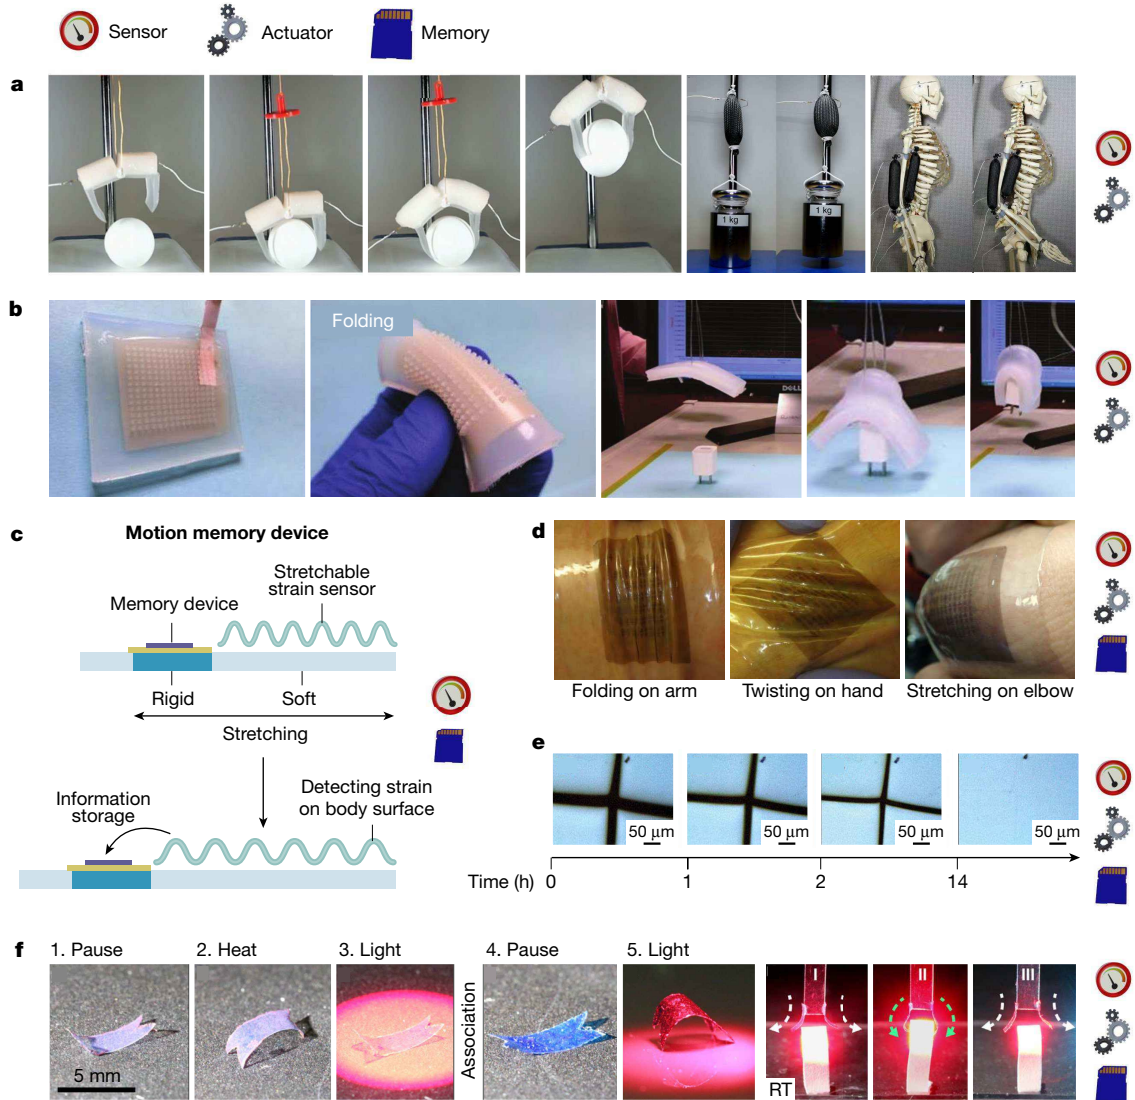 Sensor
Actuator
Memory
a
1 kg
1 kg
b
Folding
DELL
c
Motion memory device
Stretchable
strain sensor
Memory device
Rigid
Soft
Stretching
Information
storage
Detecting strain
on body surface
d
Folding on arm
Twisting on hand
Stretching on elbow
e
50 µm
50 µm
50 µm
50 µm
Time (h)
0
1
2
14
f
1. Pause
2. Heat
3. Light
4. Pause
5. Light
5 mm
Association
I
II
III
RT